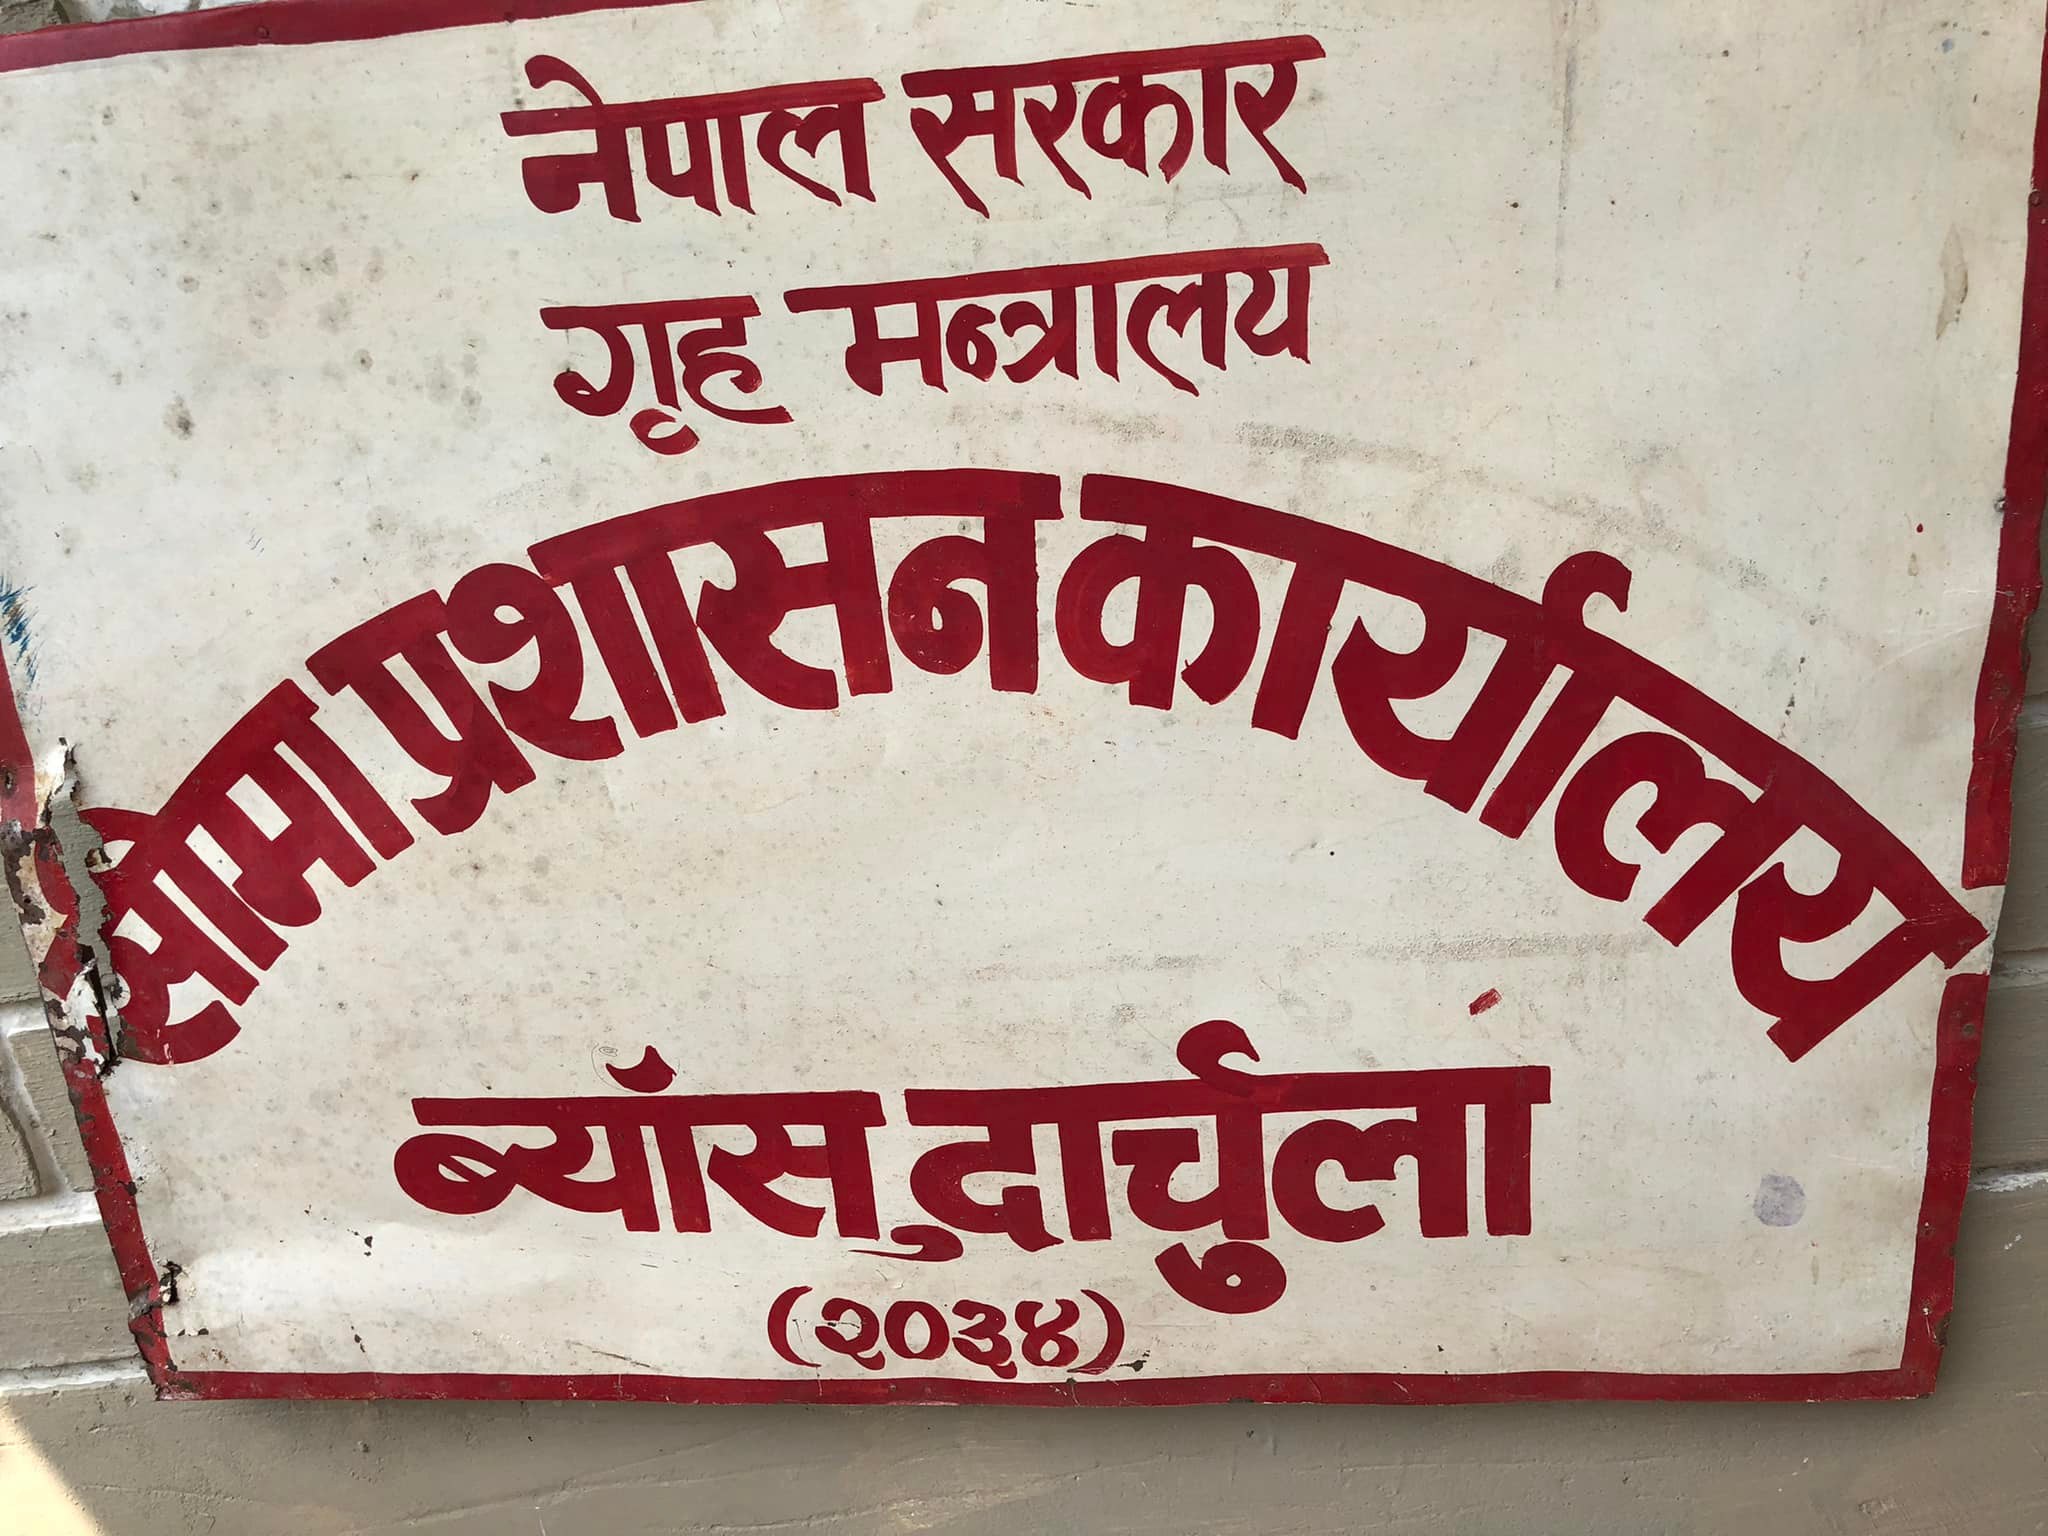 नेपाल सरकार
गृह मन्त्रालय
सीमा प्रशासन कार्यालय
ब्याँस, दार्चुला
(२०३४)